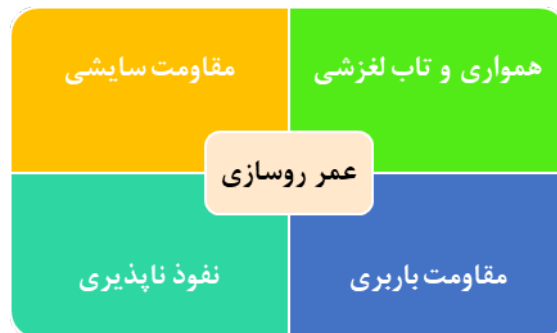 همواری و تاب لغزشی
مقاومت سایشی
عمر روسازی
مقاومت باربری
نفوذ ناپذیری